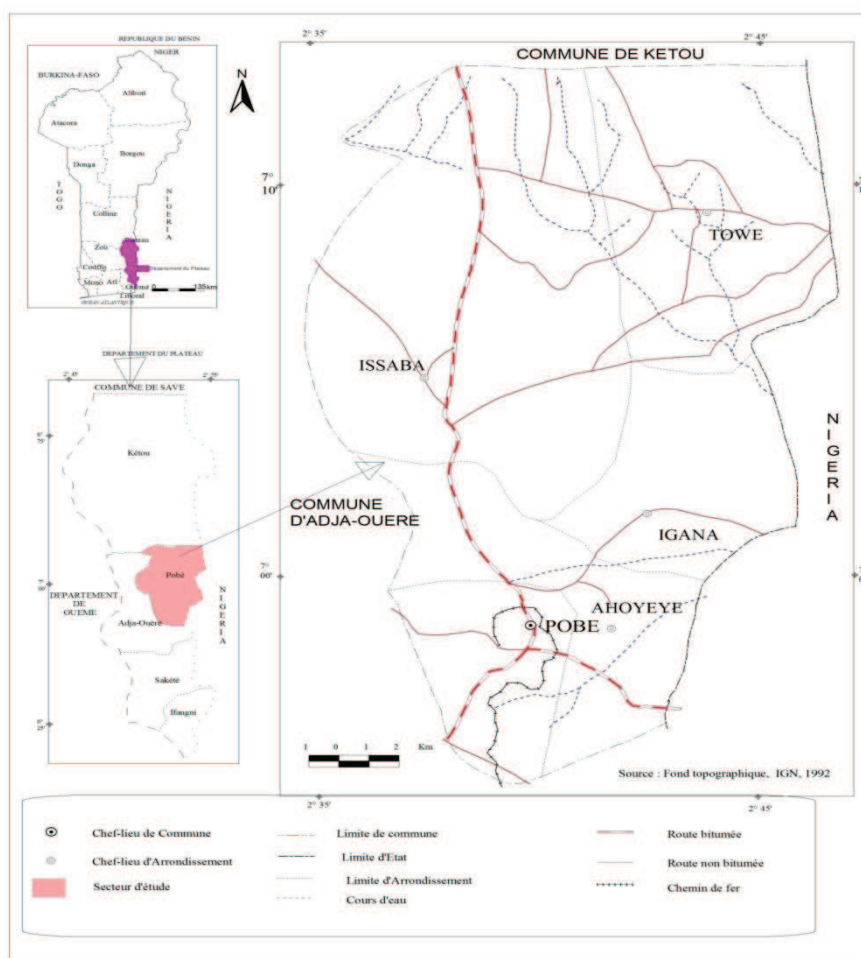 REPUBLIQUE DU BENIN
NIGER
BURKINA-FASO
Alibori
Atacora
Borgou
Donga
TOGO
NIGERIA
Colline
Zou
Plateau
Département du Plateau
Couffo
Mono
Atl
Ouémé
Littoral
0 135km
N
DEPARTEMENT DU PLATEAU
COMMUNE DE SAVE
Kétou
Pobè
DEPARTEMENT
DE
OUEME
NIGERIA
Adja-Ouèrè
Sakété
Ifangni
2° 35'
2° 45'
COMMUNE DE KETOU
7°
10'
TOWE
ISSABA
NIGERIA
COMMUNE
D'ADJA-OUERE
IGANA
7°
00'
AHOYEYE
POBE
1 0 1 2 Km
Source : Fond topographique, IGN, 1992
2° 35'
2° 45'
Chef-lieu de Commune
Chef-lieu d'Arrondissement
Secteur d'étude
Limite de commune
Limite d'Etat
Limite d'Arrondissement
Cours d'eau
Route bitumée
Route non bitumée
Chemin de fer